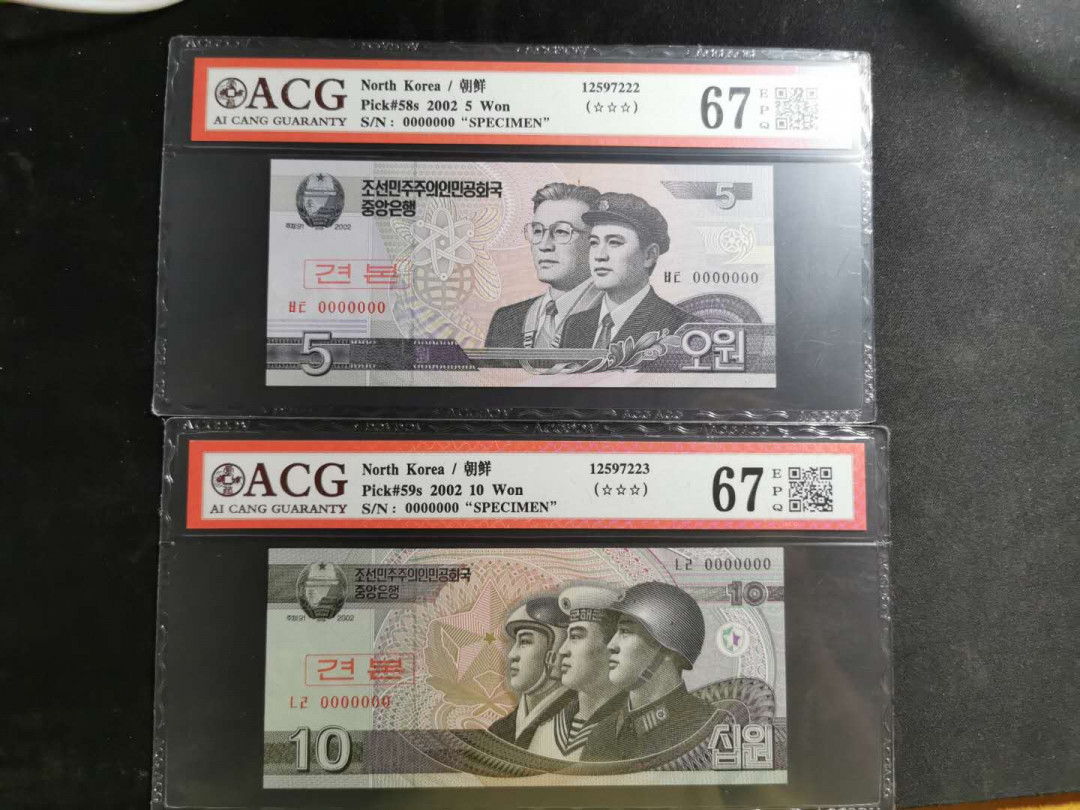 ACG
AI CANG GUARANTY
North Korea / 朝鲜
Pick#58s 2002 5 Won
S/N: 0000000 "SPECIMEN"
12597222
(☆☆☆)
67
EPQ
조선민주주의인민공화국
중앙은행
주체91 2002
견본
ㅂㅌ 0000000
5
ㅂㅌ 0000000
5
오원
ACG
AI CANG GUARANTY
North Korea / 朝鲜
Pick#59s 2002 10 Won
S/N: 0000000 "SPECIMEN"
12597223
(☆☆☆)
67
EPQ
조선민주주의인민공화국
중앙은행
주체91 2002
ㄴㄹ 0000000
10
견본
ㄴㄹ 0000000
10
십원